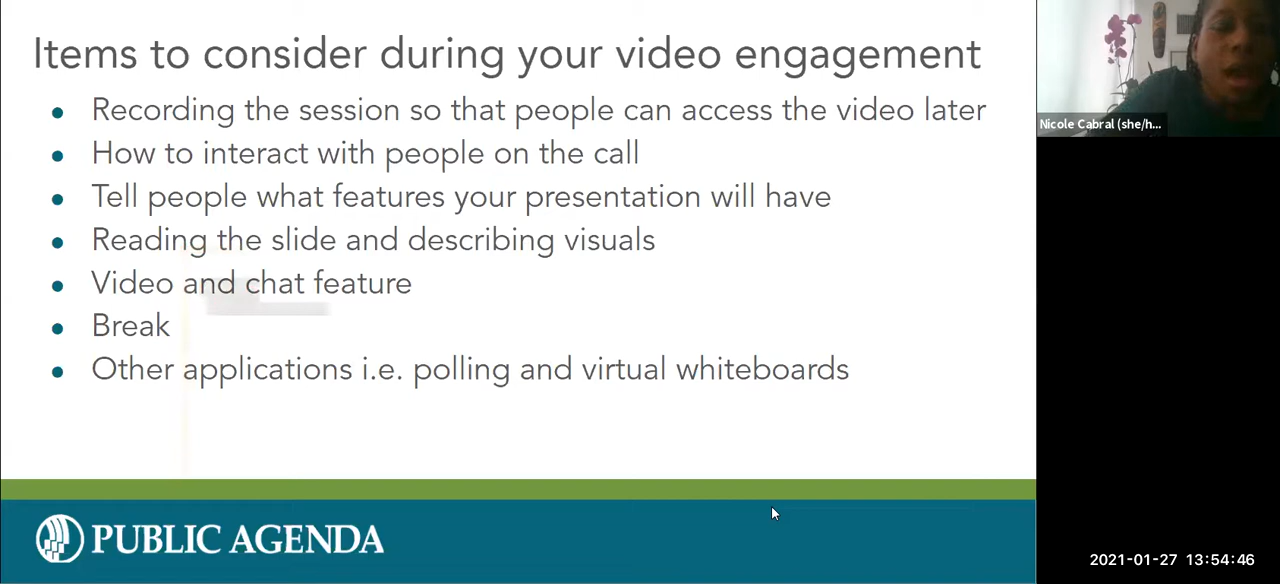 Items to consider during your video engagement
Recording the session so that people can access the video later
How to interact with people on the call
Tell people what features your presentation will have
Reading the slide and describing visuals
Video and chat feature
Break
Other applications i.e. polling and virtual whiteboards
PUBLIC AGENDA
Nicole Cabral (she/h...
2021-01-27 13:54:46